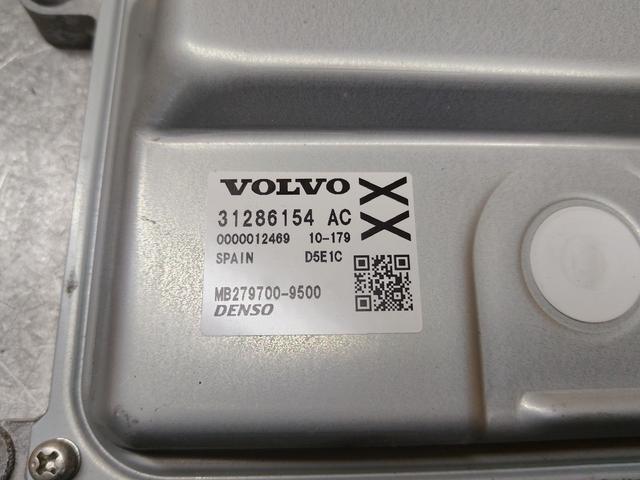 VOLVO XX
31286154 AC
0000012469 10-179
SPAIN D5E1C
MB279700-9500
DENSO